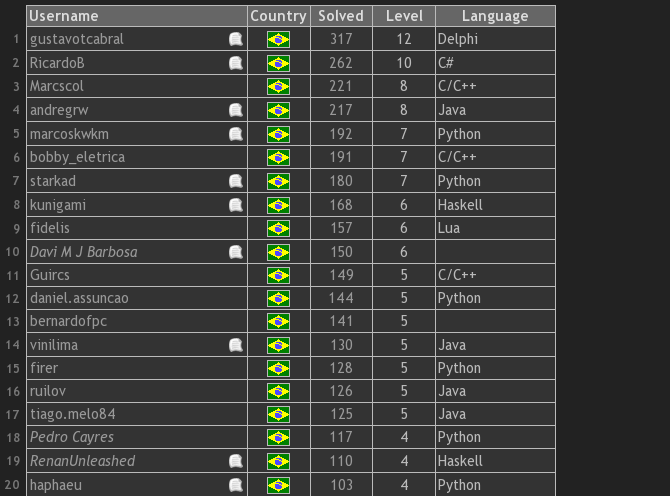 Username Country Solved Level Language
1 gustavotcabral 317 12 Delphi
2 RicardoB 262 10 C#
3 Marcscol 221 8 C/C++
4 andregrw 217 8 Java
5 marcoskwkm 192 7 Python
6 bobby_eletrica 191 7 C/C++
7 starkad 180 7 Python
8 kunigami 168 6 Haskell
9 fidelis 157 6 Lua
10 Davi M J Barbosa 150 6
11 Guircs 149 5 C/C++
12 daniel.assuncao 144 5 Python
13 bernardofpc 141 5
14 vinilima 130 5 Java
15 firer 128 5 Python
16 ruilov 126 5 Java
17 tiago.melo84 125 5 Java
18 Pedro Cayres 117 4 Python
19 RenanUnleashed 110 4 Haskell
20 haphaeu 103 4 Python